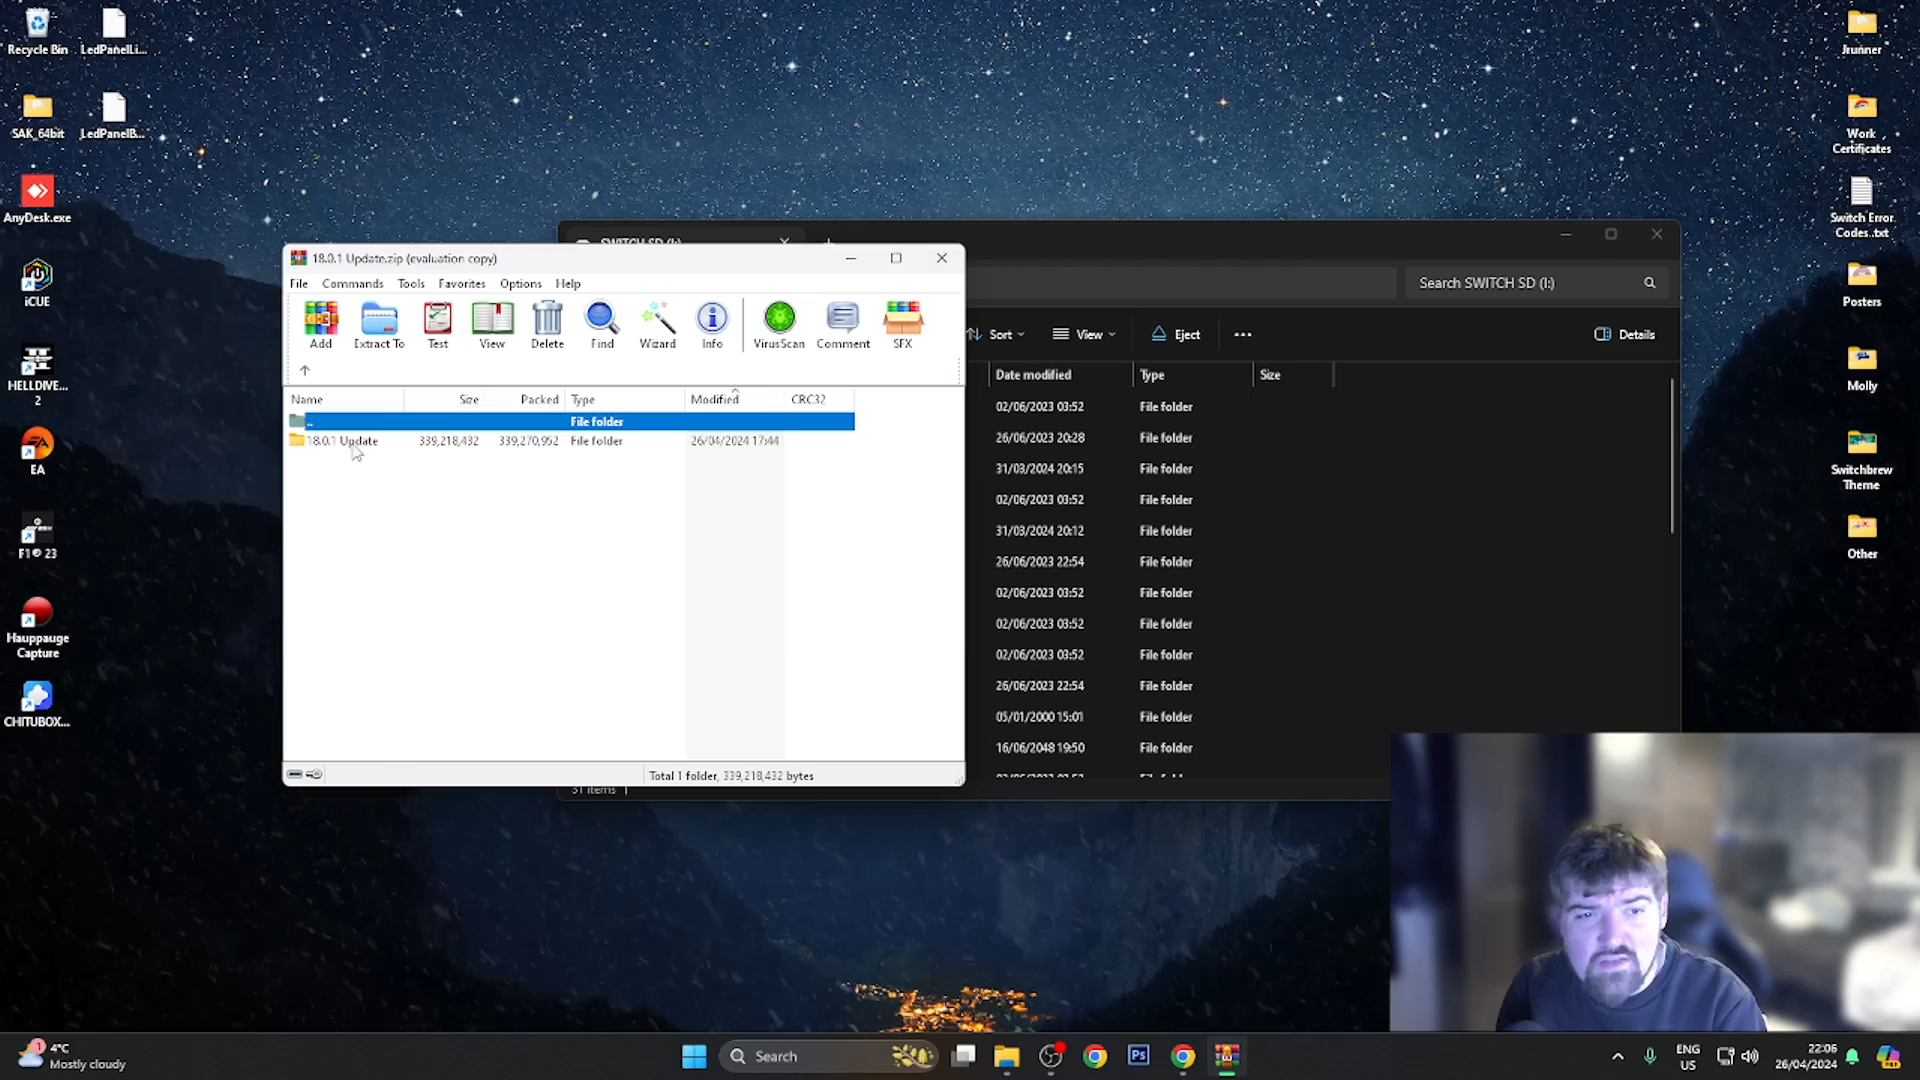 Recycle Bin
LedPanelLi...
SAK_64bit
LedPanelB...
AnyDesk.exe
iCUE
HELLDIVE...
2
EA
F1® 23
Hauppauge
Capture
CHITUBOX...
Jrunner
Work
Certificates
Switch Error
Codes..txt
Posters
Molly
Switchbrew
Theme
Other
SWITCH SD (I:)
Search SWITCH SD (I:)
Sort
View
Eject
Details
Date modified Type Size
02/06/2023 03:52 File folder
26/06/2023 20:28 File folder
31/03/2024 20:15 File folder
02/06/2023 03:52 File folder
31/03/2024 20:12 File folder
26/06/2023 22:54 File folder
02/06/2023 03:52 File folder
02/06/2023 03:52 File folder
02/06/2023 03:52 File folder
26/06/2023 22:54 File folder
05/01/2000 15:01 File folder
16/06/2048 19:50 File folder
31 items
18.0.1 Update.zip (evaluation copy)
File Commands Tools Favorites Options Help
Add Extract To Test View Delete Find Wizard Info VirusScan Comment SFX
Name Size Packed Type Modified CRC32
.. File folder
18.0.1 Update 339,218,432 339,270,952 File folder 26/04/2024 17:44
Total 1 folder, 339,218,432 bytes
1
4°C
Mostly cloudy
Search
Ps
ENG
US
22:06
26/04/2024